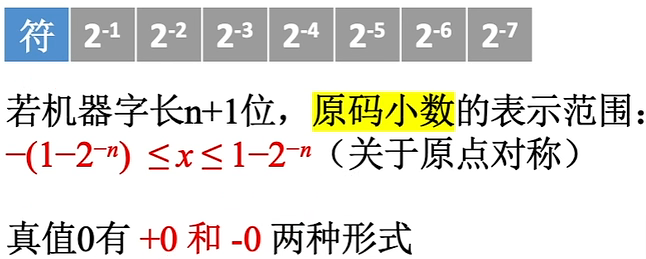 符 2⁻¹ 2⁻² 2⁻³ 2⁻⁴ 2⁻⁵ 2⁻⁶ 2⁻⁷
若机器字长n+1位，原码小数的表示范围：
−(1−2⁻ⁿ) ≤ x ≤ 1−2⁻ⁿ（关于原点对称）
真值0有 +0 和 -0 两种形式